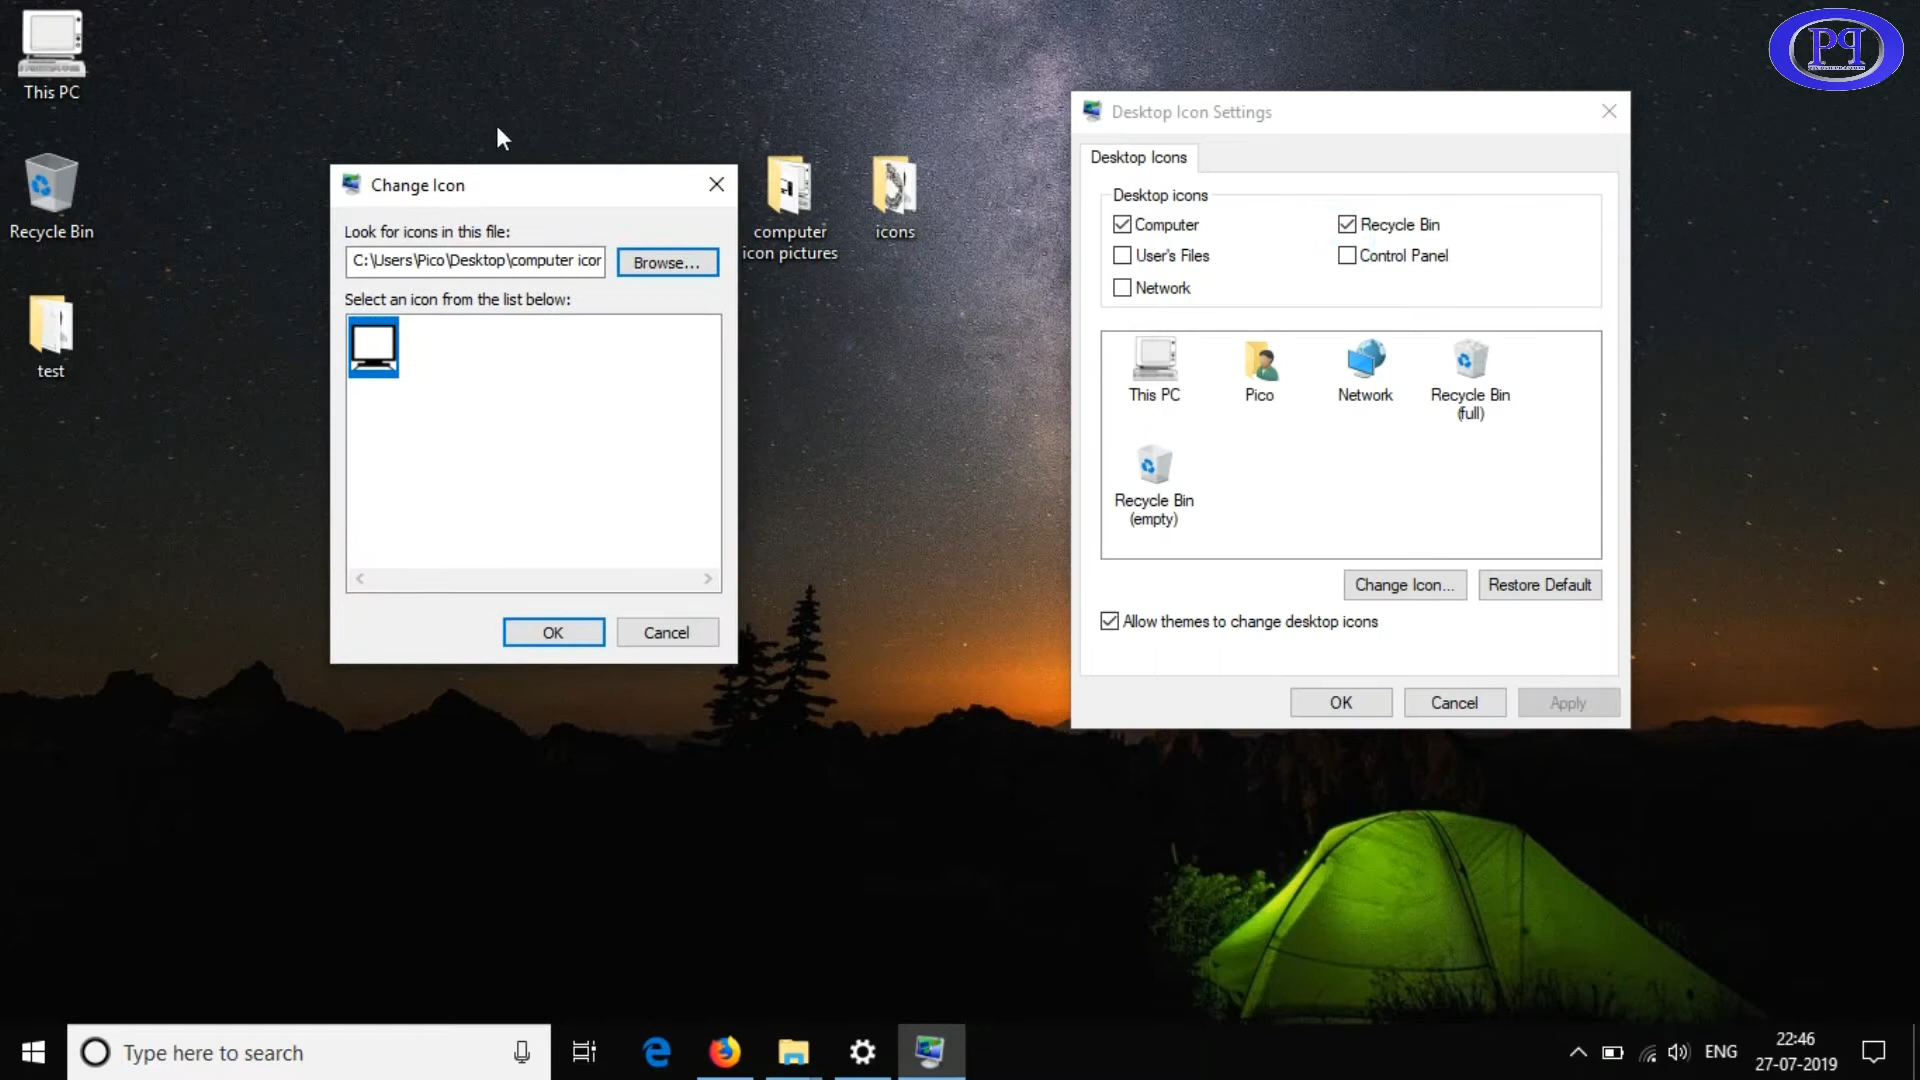 This PC
Recycle Bin
test
Change Icon
Look for icons in this file:
C:\Users\Pico\Desktop\computer icor
Browse...
Select an icon from the list below:
OK
Cancel
computer
icon pictures
icons
Desktop Icon Settings
Desktop Icons
Desktop icons
Computer
Recycle Bin
User's Files
Control Panel
Network
This PC
Pico
Network
Recycle Bin
(full)
Recycle Bin
(empty)
Change Icon...
Restore Default
Allow themes to change desktop icons
OK
Cancel
Apply
Type here to search
ENG
22:46
27-07-2019